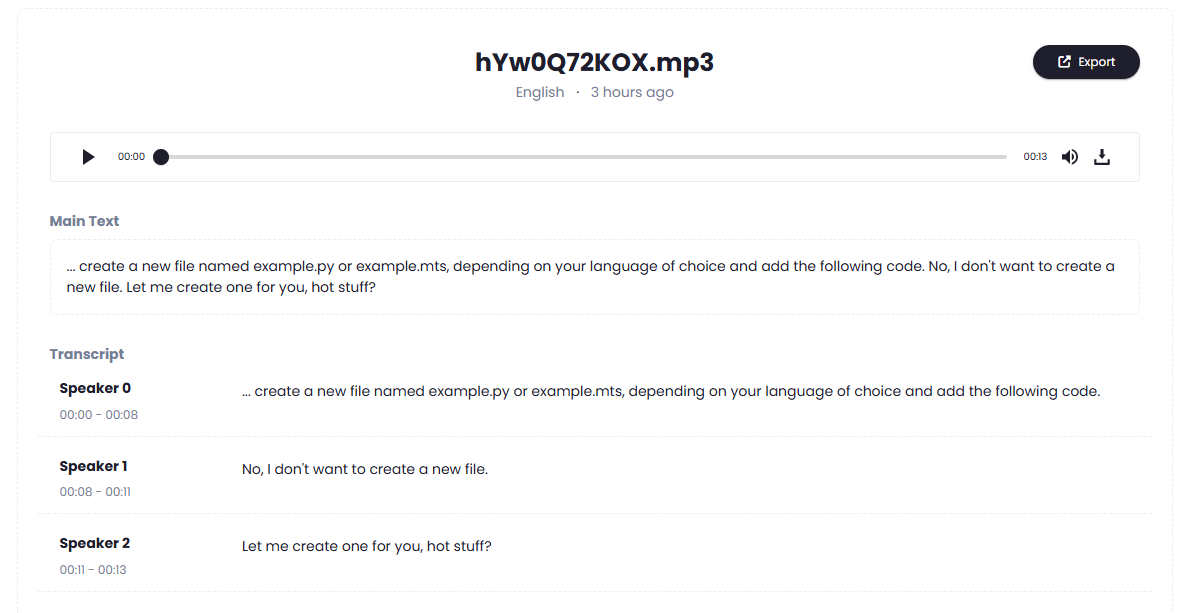 hYw0Q72KOX.mp3
Export
English · 3 hours ago
00:00
00:13
Main Text
... create a new file named example.py or example.mts, depending on your language of choice and add the following code. No, I don't want to create a
new file. Let me create one for you, hot stuff?
Transcript
Speaker 0
... create a new file named example.py or example.mts, depending on your language of choice and add the following code.
00:00 - 00:08
Speaker 1
No, I don't want to create a new file.
00:08 - 00:11
Speaker 2
Let me create one for you, hot stuff?
00:11 - 00:13